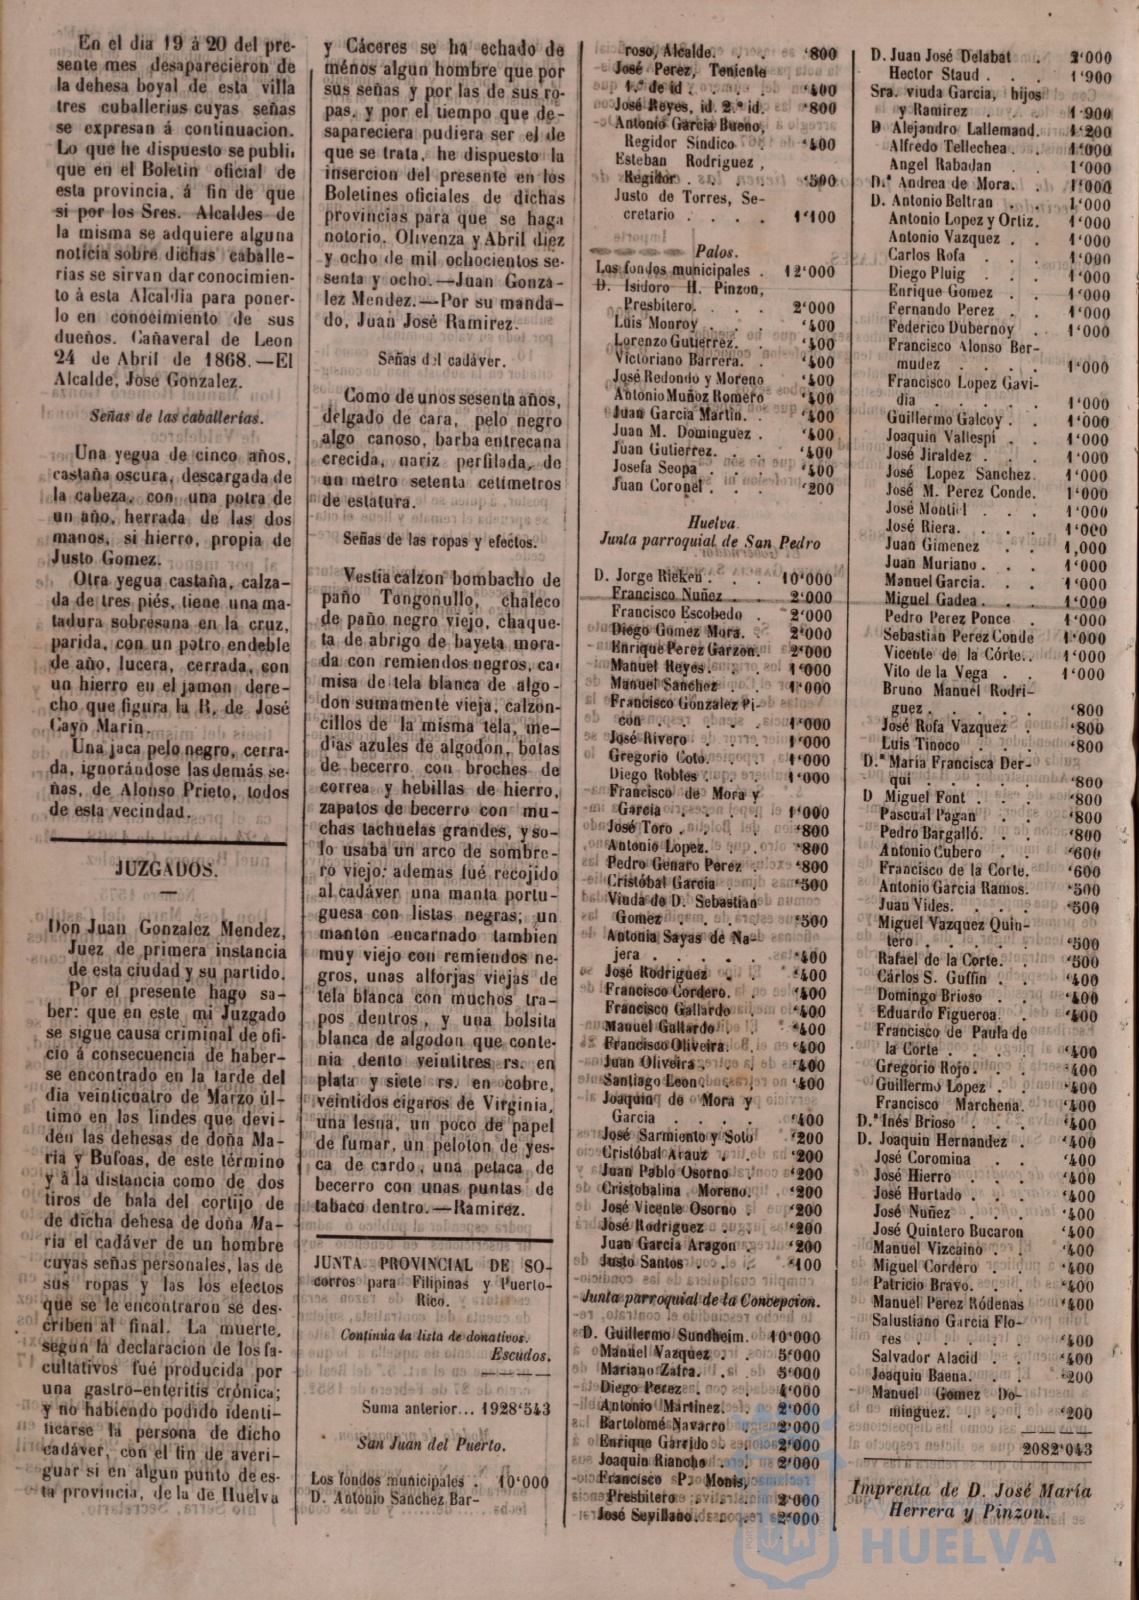 En el dia 19 á 20 del pre-
sente mes desaparecieron de
la dehesa boyal de esta villa
tres cuballerias cuyas señas
se expresan á continuacion.
Lo que he dispuesto se publi,
que en el Boletin oficial de
esta provincia, á fin de que
si por los Sres. Alcaldes de
la misma se adquiere alguna
noticia sobre dichas caballe-
rias se sirvan dar conocimien-
to á esta Alcaldia para poner-
lo en conocimiento de sus
dueños. Cañaveral de Leon
24 de Abril de 1868.—El
Alcalde, José Gonzalez.
Señas de las caballerias.
Una yegua de cinco años,
castaña oscura, descargada de
la cabeza, con una potra de
un año, herrada de las dos
manos, si hierro, propia de
Justo Gomez.
Otra yegua castaña, calza-
da de tres piés, tiene una ma-
tadura sobresana en la cruz,
parida, con un potro endeble
de año, lucera, cerrada, con
un hierro en el jamon dere-
cho que figura la R, de José
Cayo Marin.
Una jaca pelo negro, cerra-
da, ignorándose las demás se-
ñas, de Alonso Prieto, todos
de esta vecindad.
JUZGADOS.
Don Juan Gonzalez Mendez,
Juez de primera instancia
de esta ciudad y su partido.
Por el presente hago sa-
ber: que en este mi Juzgado
se sigue causa criminal de ofi-
cio á consecuencia de haber-
se encontrado en la tarde del
dia veinticuatro de Marzo úl-
timo en las lindes que devi-
den las dehesas de doña Ma-
ria y Bufoas, de este término
y á la distancia como de dos
tiros de bala del cortijo de
de dicha dehesa de doña Ma-
ria el cadáver de un hombre
cuyas señas personales, las de
sus ropas y las los efectos
que se le encontraron se des-
criben al final. La muerte,
segun la declaracion de los fa-
cultativos fué producida por
una gastro-enteritis crónica;
y no habiendo podido identi-
ficarse la persona de dicho
cadáver, con el fin de averi-
guar si en algun punto de es-
ta provincia, de la de Huelva
y Cáceres se ha echado de
ménos algun hombre que por
sus señas y por las de sus ro-
pas, y por el tiempo que de-
sapareciera pudiera ser el de
que se trata, he dispuesto la
insercion del presente en los
Boletines oficiales de dichas
provincias para que se haga
notorio. Olivenza y Abril diez
y ocho de mil ochocientos se-
senta y ocho.—Juan Gonza-
lez Mendez.—Por su manda-
do, Juan José Ramirez.
Señas del cadáver.
Como de unos sesenta años,
delgado de cara, pelo negro
algo canoso, barba entrecana
crecida, nariz perfilada, de
un metro setenta cetímetros
de estatura.
Señas de las ropas y efectos.
Vestia calzon bombacho de
paño Tongonullo, chaleco
de paño negro viejo, chaque-
ta de abrigo de bayeta mora-
da con remiendos negros, ca-
misa de tela blanca de algo-
don sumamente vieja, calzon-
cillos de la misma tela, me-
dias azules de algodon, botas
de becerro con broches de
correa y hebillas de hierro,
zapatos de becerro con mu-
chas tachuelas grandes, y so-
lo usaba un arco de sombre-
ro viejo; ademas fué recojido
al cadáver una manta portu-
guesa con listas negras; un
manton encarnado tambien
muy viejo con remiendos ne-
gros, unas alforjas viejas de
tela blanca con muchos tra-
pos dentros, y una bolsita
blanca de algodon que conte-
nia dento veintitres rs. en
plata y siete rs. en cobre,
veintidos cigaros de Virginia,
una lesna, un poco de papel
de fumar, un peloton de yes-
ca de cardo, una petaca de
becerro con unas puntas de
tabaco dentro.—Ramirez.
JUNTA PROVINCIAL DE SO-
corros para Filipinas y Puerto-
Rico.
Continúa la lista de donativos.
Escudos.
Suma anterior... 1928‘543
San Juan del Puerto.
Los fondos municipales . 10‘000
D. Antonio Sanchez Bar-
roso, Alcalde. . . . ‘800
José Perez, Teniente
1.º de id . . . . ‘400
José Reyes, id. 2.º id. ‘800
Antonio Garcia Bueno,
Regidor Síndico . . ‘400
Esteban Rodriguez,
Regidor . . . . ‘500
Justo de Torres, Se-
cretario . . . . 1‘100
Palos.
Los fondos municipales . 12‘000
D. Isidoro H. Pinzon,
Presbitero. . . . 2‘000
Luis Monroy . . . ‘400
Lorenzo Gutierrez. . ‘400
Victoriano Barrera. . ‘400
José Redondo y Moreno ‘400
Antonio Muñoz Romero ‘400
Juan Garcia Martin. . ‘400
Juan M. Dominguez . ‘400
Juan Gutierrez. . . ‘400
Josefa Seopa . . . ‘400
Juan Coronel . . . ‘200
Huelva.
Junta parroquial de San Pedro
D. Jorge Rieken . . . 10‘000
Francisco Nuñez . . 2‘000
Francisco Escobedo . 2‘000
Diego Gomez Mora. . 2‘000
Enrique Perez Garzon. 2‘000
Manuel Reyes. . . 1‘000
Manuel Sanchez . . 1‘000
Francisco Gonzalez Pi-
con . . . . . 1‘000
José Rivero . . . 1‘000
Gregorio Coto. . . 1‘000
Diego Robles . . . 1‘000
Francisco de Mora y
Garcia . . . . 1‘000
José Toro . . . . ‘800
Antonio Lopez. . . ‘800
Pedro Genaro Perez . ‘800
Cristóbal Garcia . . ‘500
Viuda de D. Sebastian
Gomez . . . . ‘500
Antonia Sayas de Na-
jera . . . . . ‘400
José Rodriguez . . ‘400
Francisco Cordero. . ‘400
Francisco Gallardo . ‘400
Manuel Gallardo . . ‘400
Francisco Oliveira. . ‘400
Juan Oliveira . . . ‘400
Santiago Leon . . . ‘400
Joaquin de Mora y
Garcia . . . . ‘400
José Sarmiento y Soto ‘200
Cristóbal Arauz . . ‘200
Juan Pablo Osorno . ‘200
Cristobalina Moreno. ‘200
José Vicente Osorno . ‘200
José Rodriguez . . ‘200
Juan Garcia Aragon . ‘200
Justo Santos . . . ‘100
Junta parroquial de la Concepcion.
D. Guillermo Sundheim. 10‘000
Manuel Vazquez . . 5‘000
Mariano Zafra. . . 5‘000
Diego Perez . . . 4‘000
Antonio Martinez. . 2‘000
Bartolomé Navarro . 2‘000
Enrique Garrido . . 2‘000
Joaquin Riancho . . 2‘000
Francisco P. Monis,
Presbitero . . . 2‘000
José Sevillano. . . 2‘000
D. Juan José Delabat . 2‘000
Hector Staud . . . 1‘900
Sra. viuda Garcia, hijos
y Ramirez . . . 1‘900
D Alejandro Lallemand. 1‘200
Alfredo Tellechea. . 1‘000
Angel Rabadan . . 1‘000
D.ª Andrea de Mora. . 1‘000
D. Antonio Beltran . . 1‘000
Antonio Lopez y Ortiz. 1‘000
Antonio Vazquez . . 1‘000
Carlos Rofa . . . 1‘000
Diego Pluig . . . 1‘000
Enrique Gomez . . 1‘000
Fernando Perez . . 1‘000
Federico Dubernoy . 1‘000
Francisco Alonso Ber-
mudez . . . . 1‘000
Francisco Lopez Gavi-
dia . . . . . 1‘000
Guillermo Galcoy . . 1‘000
Joaquin Vallespí . . 1‘000
José Jiraldez . . . 1‘000
José Lopez Sanchez. 1‘000
José M. Perez Conde. 1‘000
José Montiel . . . 1‘000
José Riera. . . . 1‘000
Juan Gimenez . . 1,000
Juan Muriano . . . 1‘000
Manuel Garcia. . . 1‘000
Miguel Gadea . . . 1‘000
Pedro Perez Ponce . 1‘000
Sebastian Perez Conde 1‘000
Vicente de la Córte. . 1‘000
Vito de la Vega . . 1‘000
Bruno Manuel Rodri-
guez . . . . . ‘800
José Rofa Vazquez . ‘800
Luis Tinoco . . . ‘800
D.ª Maria Francisca Der-
qui . . . . . ‘800
D Miguel Font . . . ‘800
Pascual Pagan . . ‘800
Pedro Bargalló. . . ‘800
Antonio Cubero . . ‘600
Francisco de la Corte. ‘600
Antonio Garcia Ramos. ‘500
Juan Vides. . . . ‘500
Miguel Vazquez Quin-
tero . . . . . ‘500
Rafael de la Corte. . ‘500
Cárlos S. Guffin . . ‘400
Domingo Brioso . . ‘400
Eduardo Figueroa. . ‘400
Francisco de Paula de
la Corte . . . . ‘400
Gregorio Rojo . . . ‘400
Guillermo Lopez . . ‘400
Francisco Marchena. ‘400
D.ª Inés Brioso . . . ‘400
D. Joaquin Hernandez . ‘400
José Coromina . . ‘400
José Hierro . . . ‘400
José Hurtado . . . ‘400
José Nuñez . . . ‘400
José Quintero Bucaron ‘400
Manuel Vizcaino . . ‘400
Miguel Cordero . . ‘400
Patricio Bravo. . . ‘400
Manuel Perez Ródenas ‘400
Salustiano Garcia Flo-
res . . . . . ‘400
Salvador Alacid . . ‘400
Joaquin Baena. . . ‘200
Manuel Gomez Do-
minguez. . . . ‘200
2082‘043
Imprenta de D. José María
Herrera y Pinzon.
HUELVA